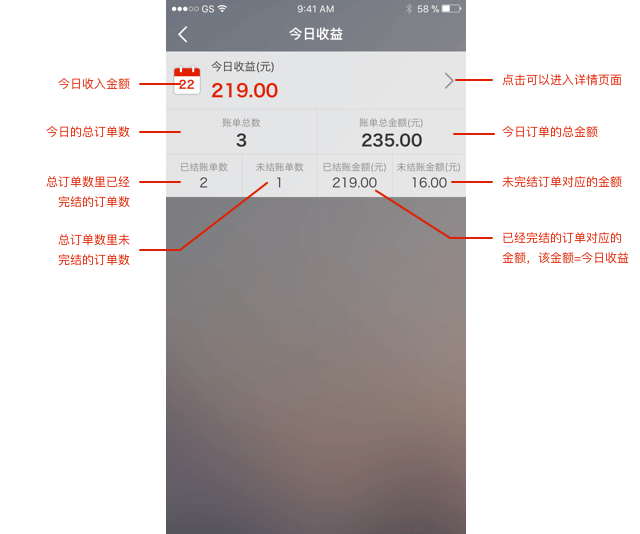 GS
9:41 AM
58 %
今日收益
今日收益(元)
22
219.00
今日收入金额
点击可以进入详情页面
账单总数
账单总金额(元)
3
235.00
今日的总订单数
今日订单的总金额
已结账单数
未结账单数
已结账金额(元)
未结账金额(元)
2
1
219.00
16.00
总订单数里已经
完结的订单数
未完结订单对应的金额
总订单数里未
完结的订单数
已经完结的订单对应的
金额，该金额=今日收益